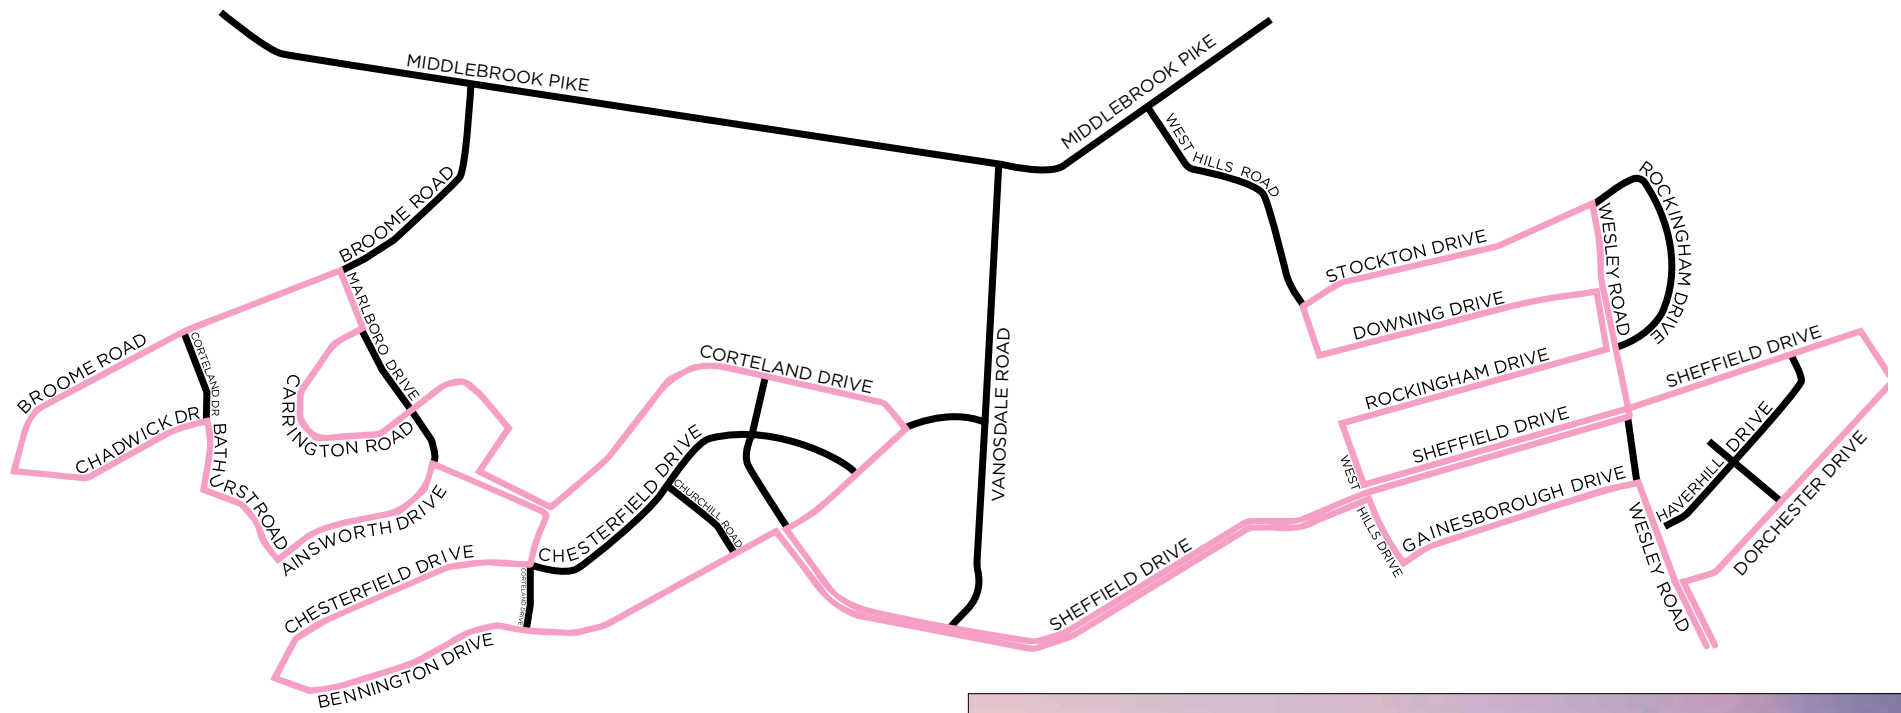 MIDDLEBROOK PIKE
MIDDLEBROOK PIKE
WEST HILLS ROAD
BROOME ROAD
ROCKINGHAM DRIVE
STOCKTON DRIVE
WESLEY ROAD
MARLBORO DRIVE
DOWNING DRIVE
BROOME ROAD
CORTELAND DR
CORTELAND DRIVE
VANOSDALE ROAD
SHEFFIELD DRIVE
ROCKINGHAM DRIVE
CARRINGTON ROAD
CHADWICK DR
BATHURST ROAD
SHEFFIELD DRIVE
HAVERHILL DRIVE
CHESTERFIELD DRIVE
CHURCHILL ROAD
WEST HILLS DRIVE
GAINESBOROUGH DRIVE
DORCHESTER DRIVE
AINSWORTH DRIVE
WESLEY ROAD
CHESTERFIELD DRIVE
CORTELAND DRIVE
SHEFFIELD DRIVE
BENNINGTON DRIVE